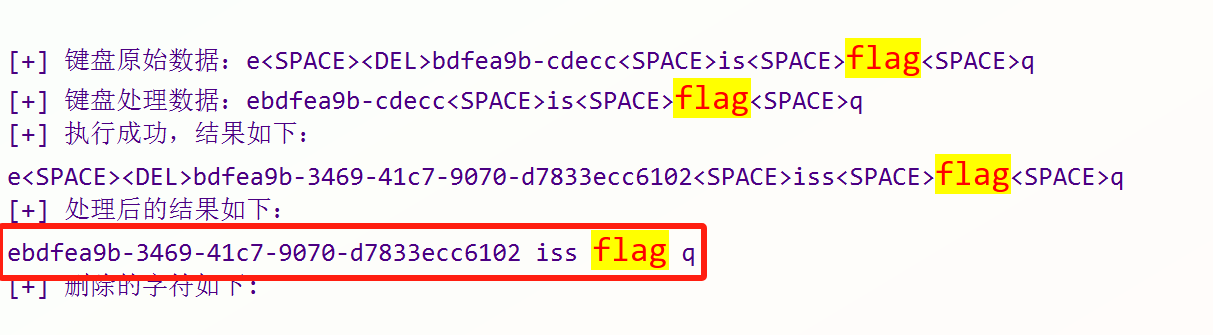 [+] 键盘原始数据：e<SPACE><DEL>bdfea9b-cdecc<SPACE>is<SPACE>flag<SPACE>q
[+] 键盘处理数据：ebdfea9b-cdecc<SPACE>is<SPACE>flag<SPACE>q
[+] 执行成功，结果如下：
e<SPACE><DEL>bdfea9b-3469-41c7-9070-d7833ecc6102<SPACE>iss<SPACE>flag<SPACE>q
[+] 处理后的结果如下：
ebdfea9b-3469-41c7-9070-d7833ecc6102 iss flag q
[+] 删除的字符如下：